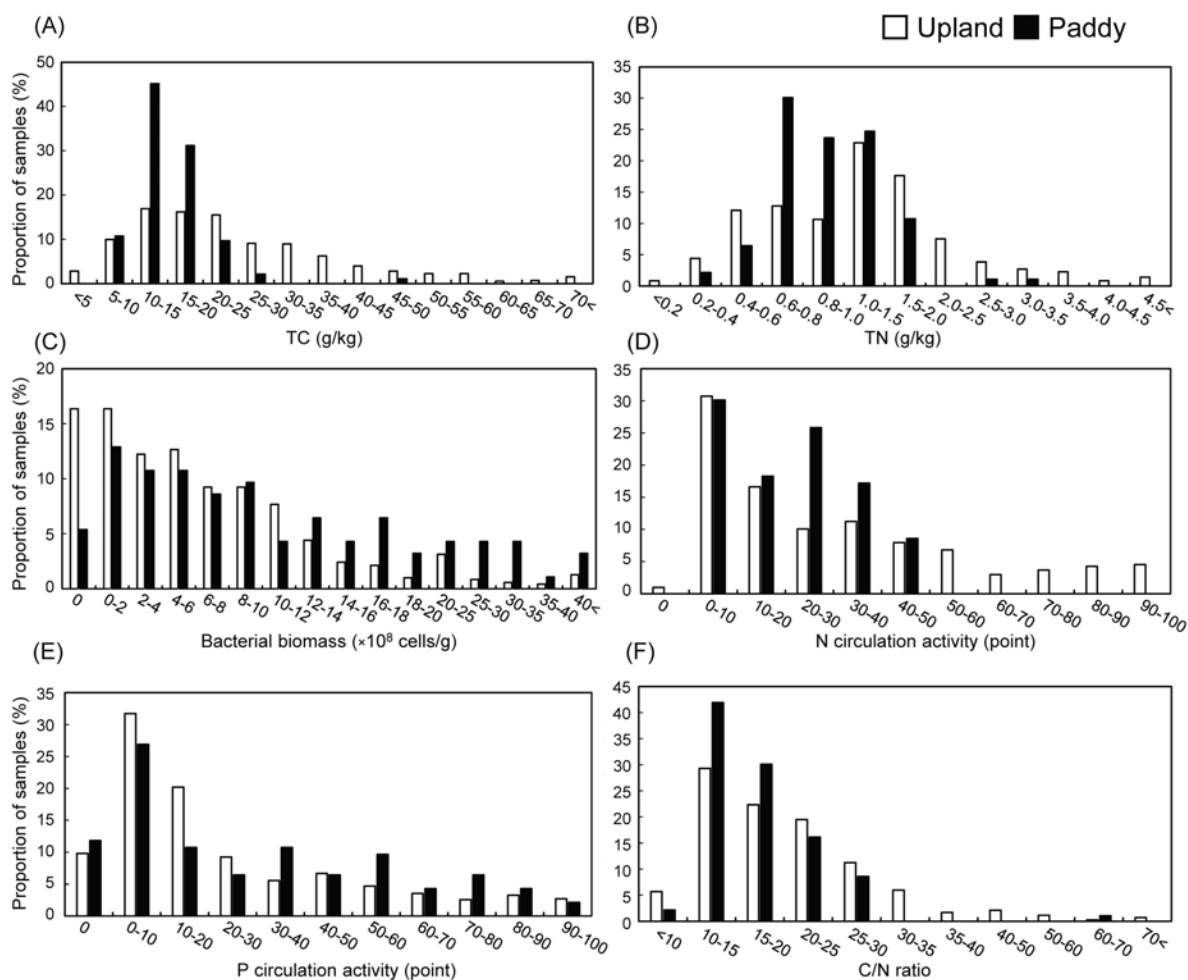 (A)
(B)
Upland Paddy
Proportion of samples (%)
50
40
30
20
10
0
<5 5-10 10-15 15-20 20-25 25-30 30-35 35-40 40-45 45-50 50-55 55-60 60-65 65-70 70<
TC (g/kg)
35
30
25
20
15
10
5
0
<0.2 0.2-0.4 0.4-0.6 0.6-0.8 0.8-1.0 1.0-1.5 1.5-2.0 2.0-2.5 2.5-3.0 3.0-3.5 3.5-4.0 4.0-4.5 4.5<
TN (g/kg)
(C)
Proportion of samples (%)
20
15
10
5
0
0 0-2 2-4 4-6 6-8 8-10 10-12 12-14 14-16 16-18 18-20 20-25 25-30 30-35 35-40 40<
Bacterial biomass (×10⁸ cells/g)
(D)
35
30
25
20
15
10
5
0
0 0-10 10-20 20-30 30-40 40-50 50-60 60-70 70-80 80-90 90-100
N circulation activity (point)
(E)
Proportion of samples (%)
35
30
25
20
15
10
5
0
0 0-10 10-20 20-30 30-40 40-50 50-60 60-70 70-80 80-90 90-100
P circulation activity (point)
(F)
45
40
35
30
25
20
15
10
5
0
<10 10-15 15-20 20-25 25-30 30-35 35-40 40-50 50-60 60-70 70<
C/N ratio